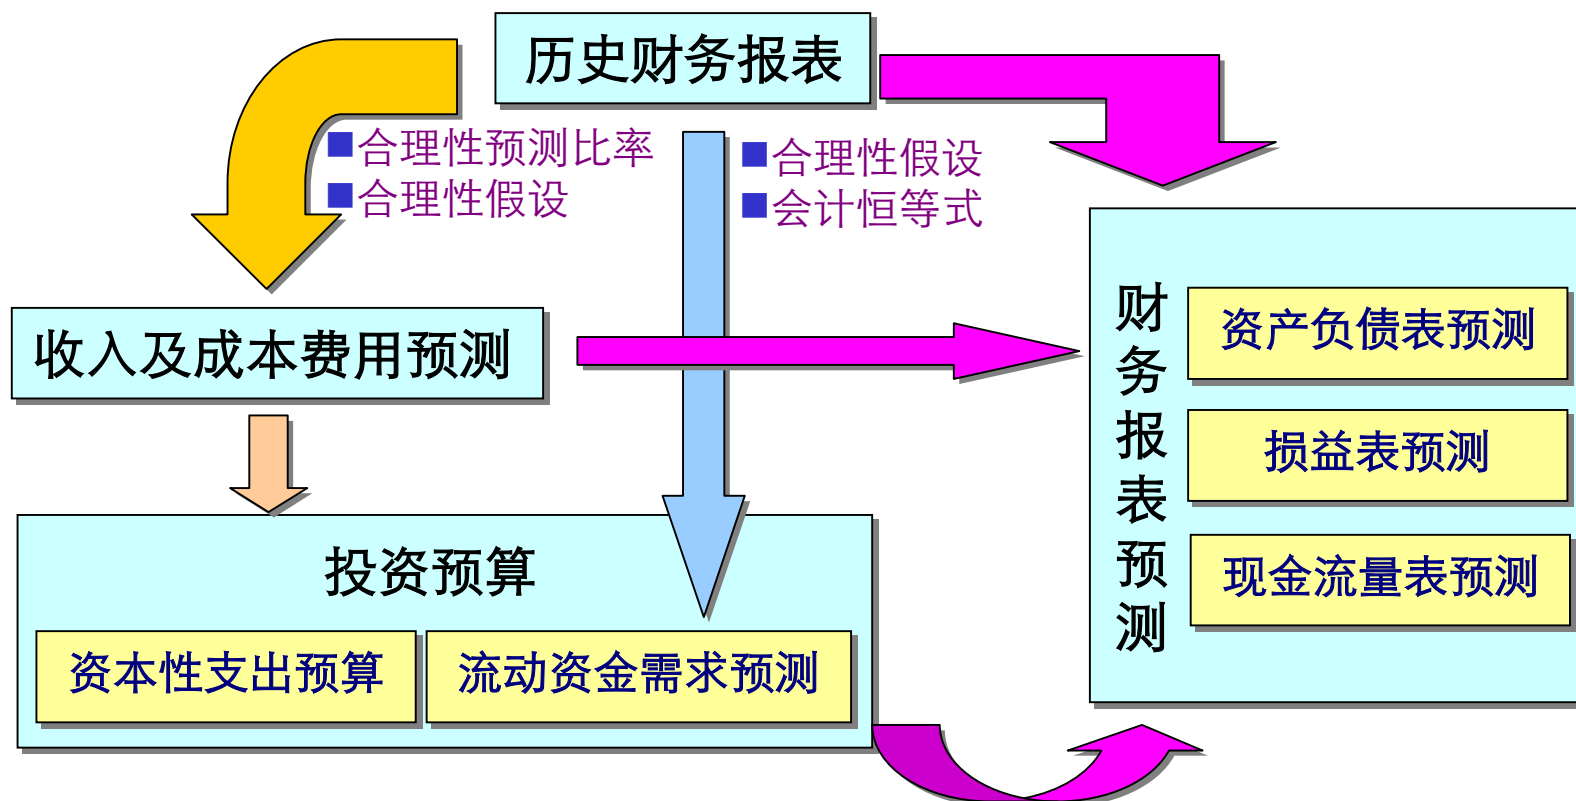 历史财务报表
合理性预测比率
合理性假设
合理性假设
会计恒等式
收入及成本费用预测
投资预算
资本性支出预算
流动资金需求预测
财务报表预测
资产负债表预测
损益表预测
现金流量表预测